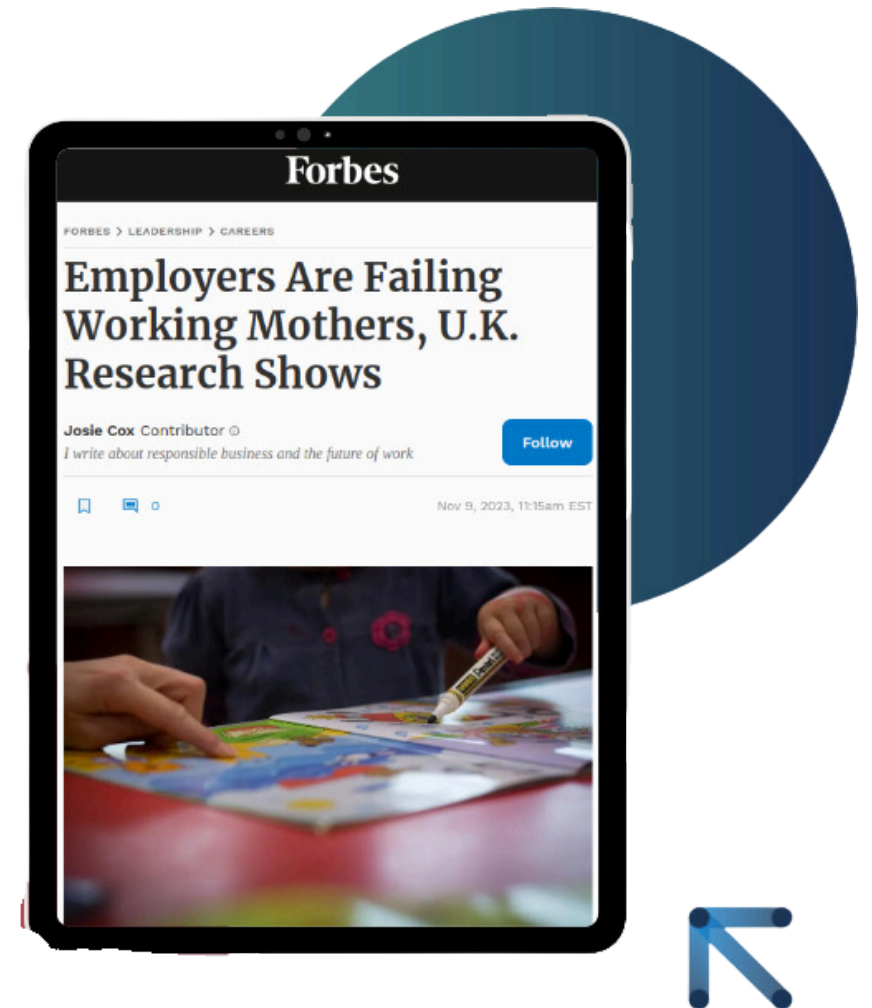 Forbes
FORBES > LEADERSHIP > CAREERS
Employers Are Failing
Working Mothers, U.K.
Research Shows
Josie Cox Contributor
I write about responsible business and the future of work
Follow
0
Nov 9, 2023, 11:15am EST
Pentel